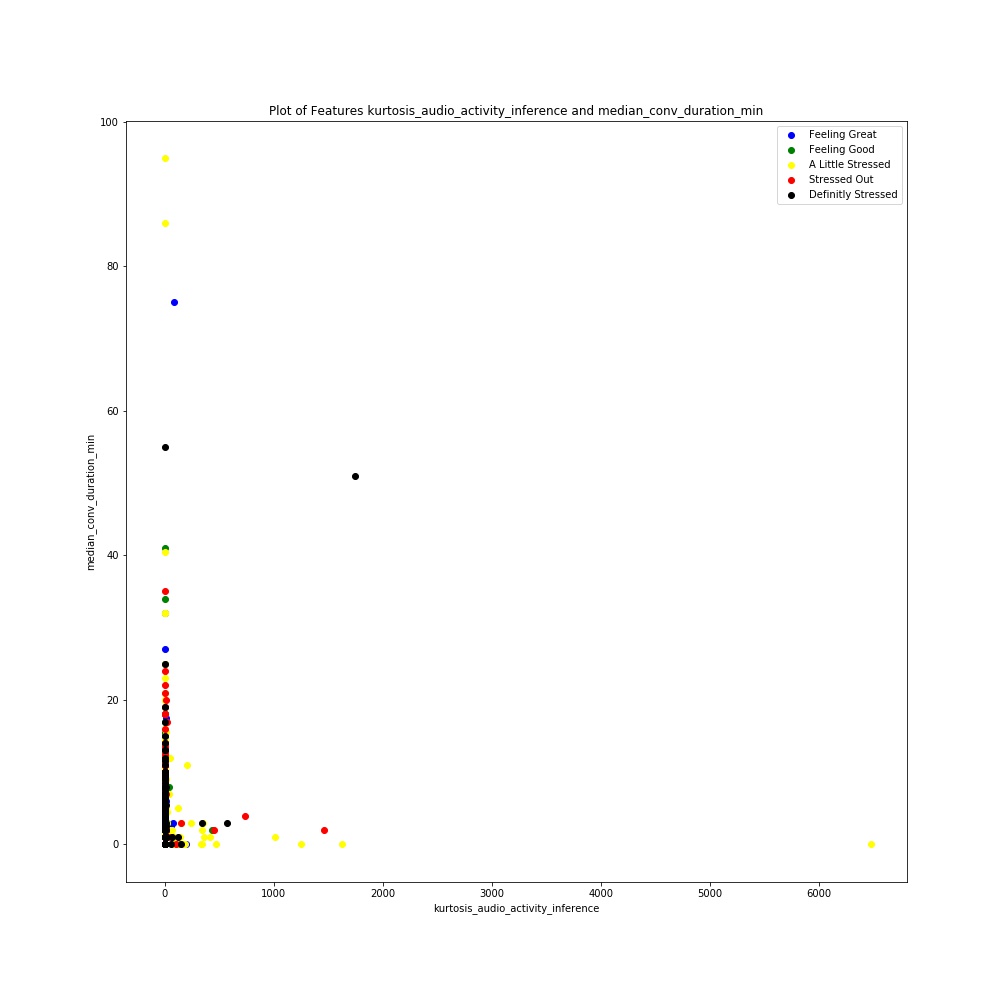 Plot of Features kurtosis_audio_activity_inference and median_conv_duration_min
100
80
60
40
20
0
median_conv_duration_min
Feeling Great
Feeling Good
A Little Stressed
Stressed Out
Definitly Stressed
0 1000 2000 3000 4000 5000 6000
kurtosis_audio_activity_inference